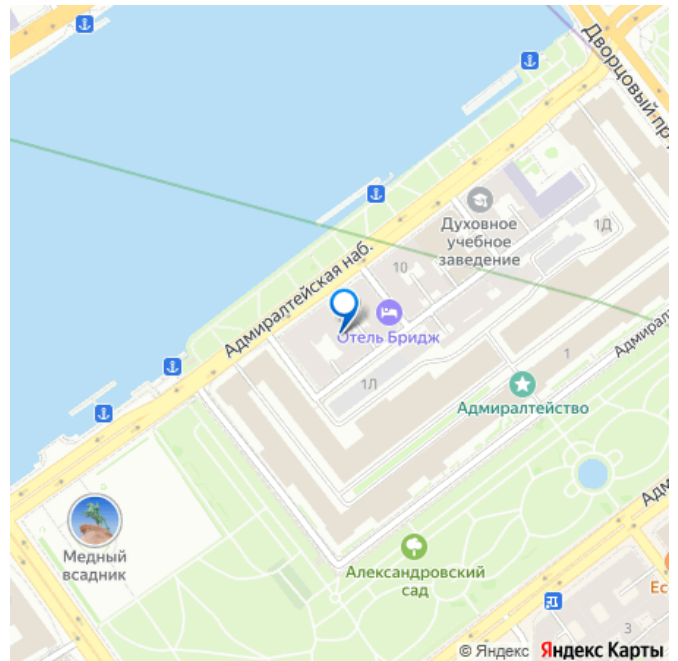 Дворцовый пр.
Духовное
учебное
заведение
1Д
Адмиралтейская наб.
10
Отель Бридж
1
1Л
Адмиралтейство
Адмирал
Медный
всадник
Александровский
сад
Адм
Ес
3
© Яндекс Яндекс Карты